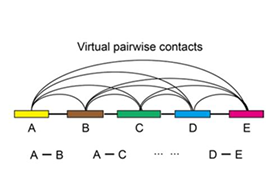 Virtual pairwise contacts
A B C D E
A — B A — C ··· ··· D — E